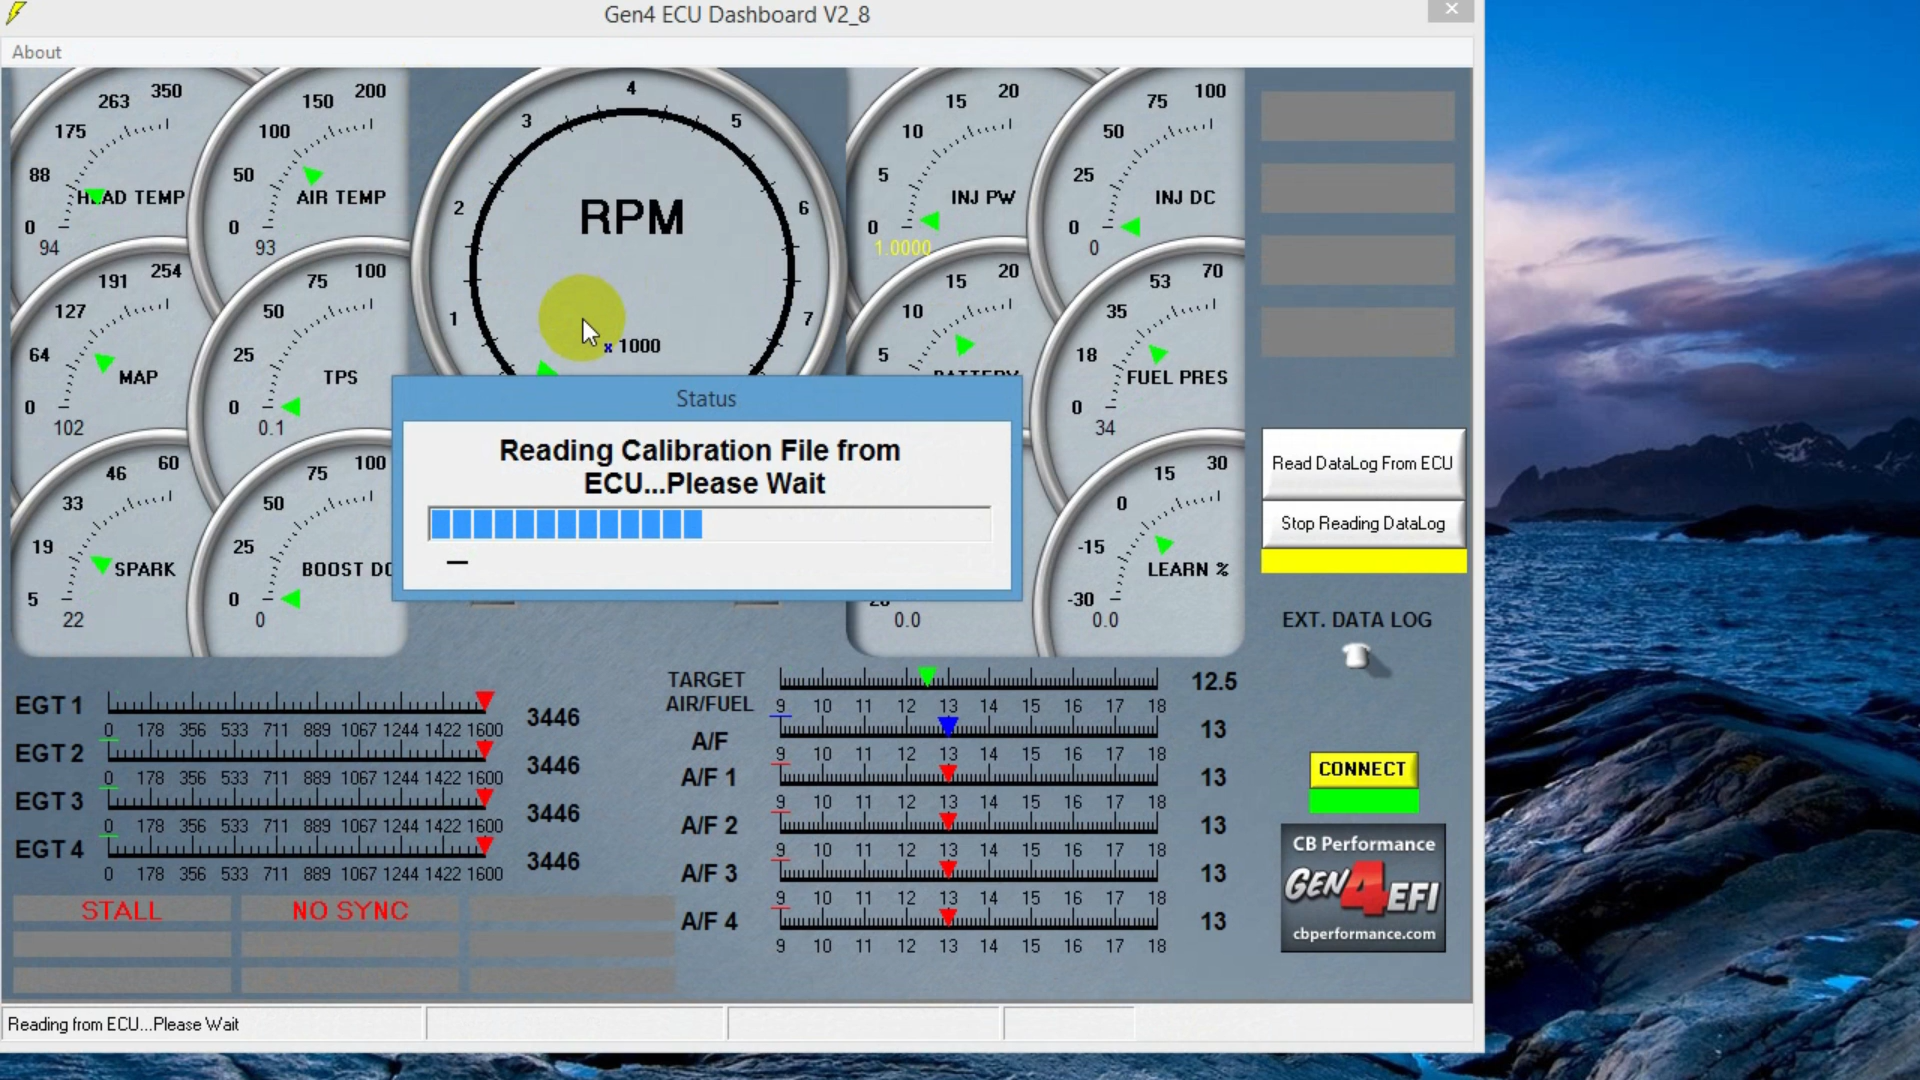 Gen4 ECU Dashboard V2_8
About
263 350
175
88
0
HEAD TEMP
94
150 200
100
50
0
AIR TEMP
93
191 254
127
64
0
MAP
102
75 100
50
25
0
TPS
0.1
46 60
33
19
5
SPARK
22
75 100
50
25
0
BOOST DC
0
1 2 3 4 5 6 7
RPM
x 1000
15 20
10
5
0
INJ PW
1.0000
75 100
50
25
0
INJ DC
0
15 20
10
5
BATTERY
53 70
35
18
0
FUEL PRES
34
0.0
15 30
0
-15
-30
LEARN %
0.0
Status
Reading Calibration File from
ECU...Please Wait
Read DataLog From ECU
Stop Reading DataLog
EXT. DATA LOG
CONNECT
CB Performance
GEN4 EFI
cbperformance.com
EGT 1 3446
0 178 356 533 711 889 1067 1244 1422 1600
EGT 2 3446
0 178 356 533 711 889 1067 1244 1422 1600
EGT 3 3446
0 178 356 533 711 889 1067 1244 1422 1600
EGT 4 3446
0 178 356 533 711 889 1067 1244 1422 1600
TARGET
AIR/FUEL
12.5
9 10 11 12 13 14 15 16 17 18
A/F 13
9 10 11 12 13 14 15 16 17 18
A/F 1 13
9 10 11 12 13 14 15 16 17 18
A/F 2 13
9 10 11 12 13 14 15 16 17 18
A/F 3 13
9 10 11 12 13 14 15 16 17 18
A/F 4 13
9 10 11 12 13 14 15 16 17 18
STALL NO SYNC
Reading from ECU...Please Wait